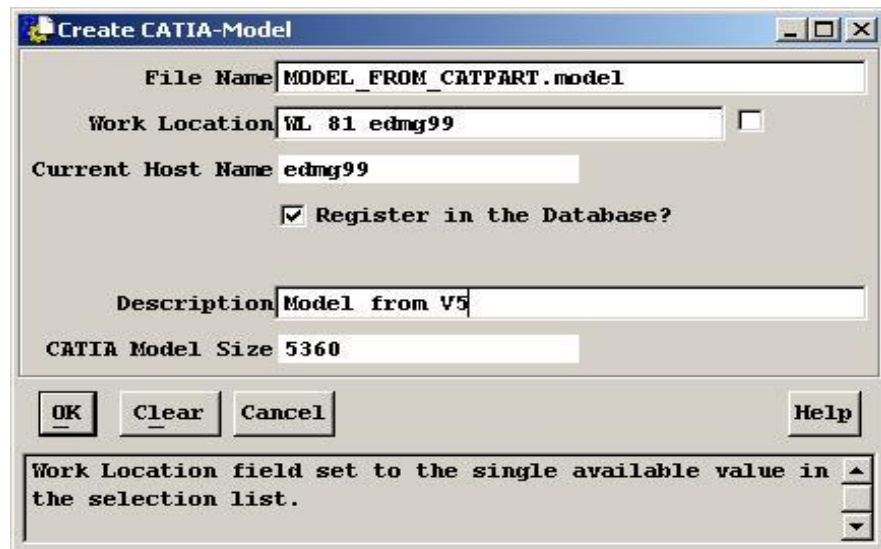 Create CATIA-Model
File Name MODEL_FROM_CATPART.model
Work Location WL 81 edmg99
Current Host Name edmg99
Register in the Database?
Description Model from V5
CATIA Model Size 5360
OK Clear Cancel Help
Work Location field set to the single available value in
the selection list.